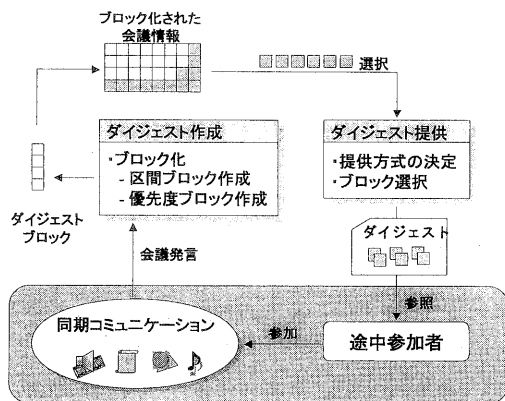 ブロック化された
会議情報
選択
ダイジェスト作成
・ブロック化
- 区間ブロック作成
- 優先度ブロック作成
ダイジェスト提供
・提供方式の決定
・ブロック選択
ダイジェスト
ブロック
会議発言
ダイジェスト
参照
同期コミュニケーション
参加
途中参加者